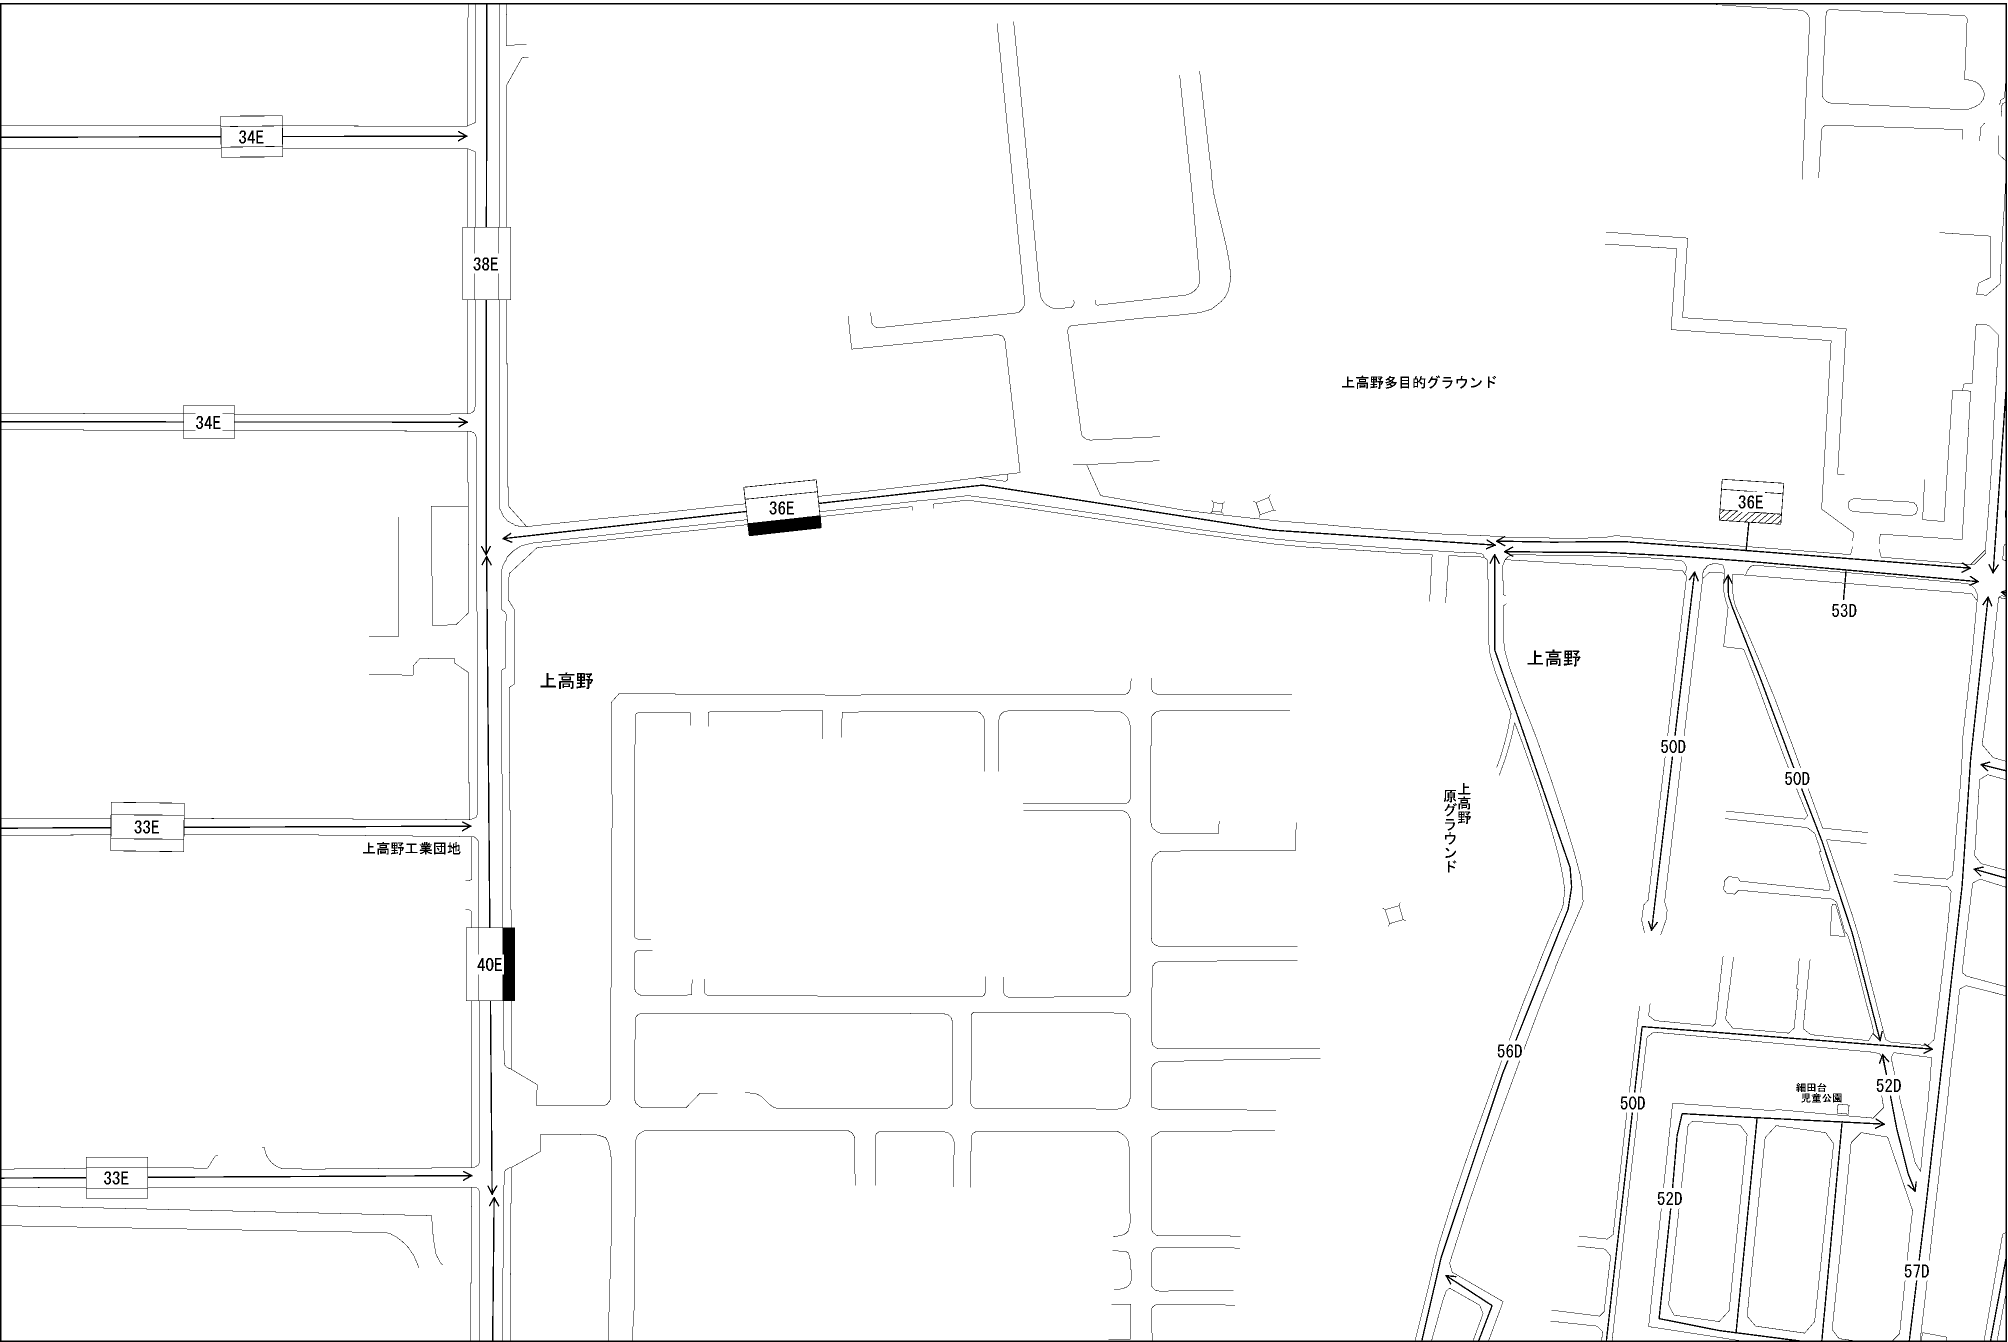 34E
38E
上高野多目的グラウンド
34E
36E
36E
53D
上高野
上高野
50D
50D
上高野
原グラウンド
33E
上高野工業団地
40E
56D
52D
細田台
児童公園
50D
33E
52D
57D